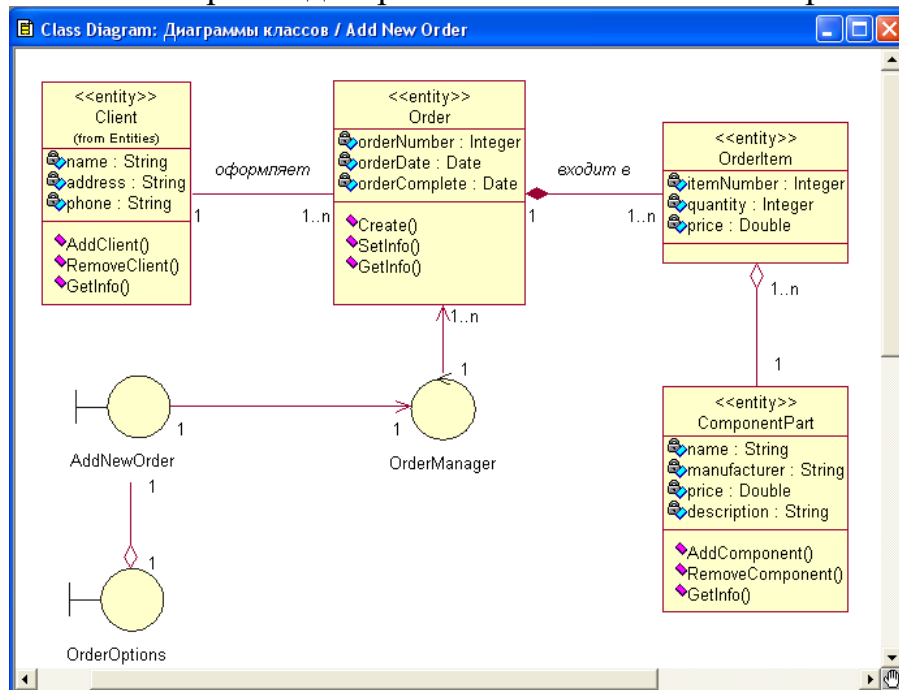 Class Diagram: Диаграммы классов / Add New Order
<<entity>>
Client
(from Entities)
name : String
address : String
phone : String
AddClient()
RemoveClient()
GetInfo()
оформляет
1
1..n
<<entity>>
Order
orderNumber : Integer
orderDate : Date
orderComplete : Date
Create()
SetInfo()
GetInfo()
входит в
1
1..n
<<entity>>
OrderItem
itemNumber : Integer
quantity : Integer
price : Double
1..n
1
<<entity>>
ComponentPart
name : String
manufacturer : String
price : Double
description : String
AddComponent()
RemoveComponent()
GetInfo()
1..n
1
OrderManager
1
1
AddNewOrder
1
1
OrderOptions